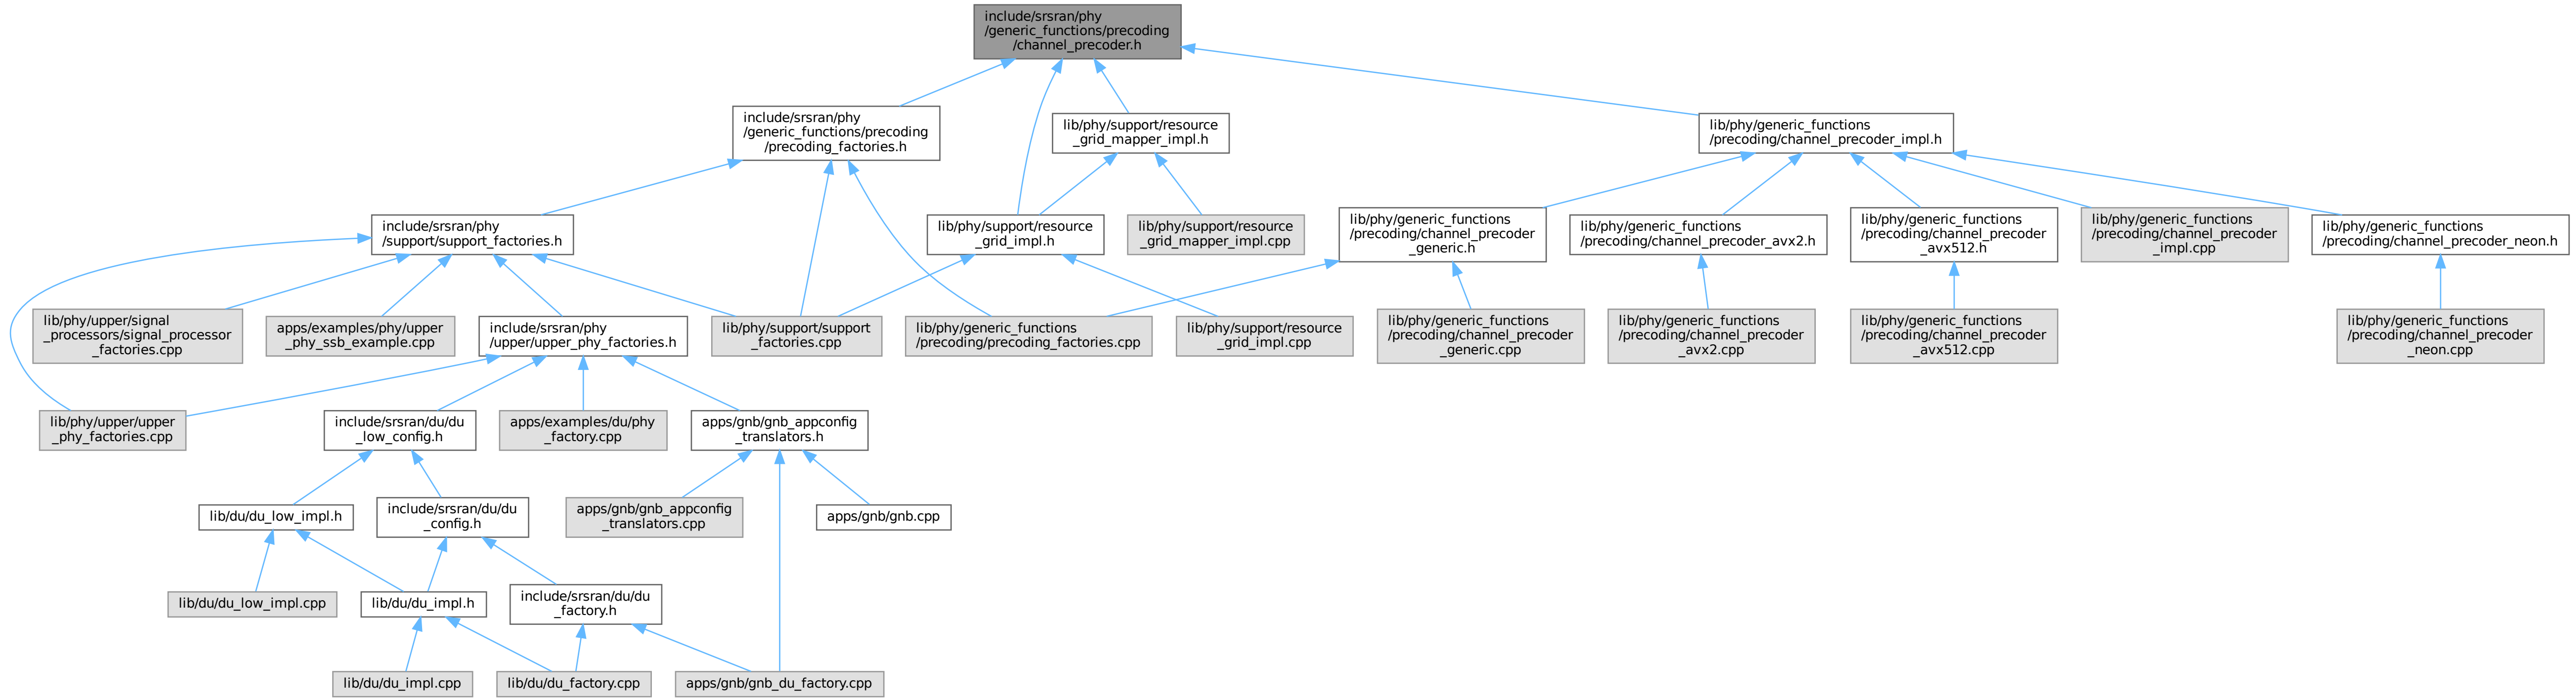 include/srsran/phy
/generic_functions/precoding
/channel_precoder.h
include/srsran/phy
/generic_functions/precoding
/precoding_factories.h
lib/phy/support/resource
_grid_mapper_impl.h
lib/phy/generic_functions
/precoding/channel_precoder_impl.h
include/srsran/phy
/support/support_factories.h
lib/phy/support/resource
_grid_impl.h
lib/phy/support/resource
_grid_mapper_impl.cpp
lib/phy/generic_functions
/precoding/channel_precoder
_generic.h
lib/phy/generic_functions
/precoding/channel_precoder_avx2.h
lib/phy/generic_functions
/precoding/channel_precoder
_avx512.h
lib/phy/generic_functions
/precoding/channel_precoder
_impl.cpp
lib/phy/generic_functions
/precoding/channel_precoder_neon.h
lib/phy/upper/signal
_processors/signal_processor
_factories.cpp
apps/examples/phy/upper
_phy_ssb_example.cpp
include/srsran/phy
/upper/upper_phy_factories.h
lib/phy/support/support
_factories.cpp
lib/phy/generic_functions
/precoding/precoding_factories.cpp
lib/phy/support/resource
_grid_impl.cpp
lib/phy/generic_functions
/precoding/channel_precoder
_generic.cpp
lib/phy/generic_functions
/precoding/channel_precoder
_avx2.cpp
lib/phy/generic_functions
/precoding/channel_precoder
_avx512.cpp
lib/phy/generic_functions
/precoding/channel_precoder
_neon.cpp
lib/phy/upper/upper
_phy_factories.cpp
include/srsran/du/du
_low_config.h
apps/examples/du/phy
_factory.cpp
apps/gnb/gnb_appconfig
_translators.h
lib/du/du_low_impl.h
include/srsran/du/du
_config.h
apps/gnb/gnb_appconfig
_translators.cpp
apps/gnb/gnb.cpp
lib/du/du_low_impl.cpp
lib/du/du_impl.h
include/srsran/du/du
_factory.h
lib/du/du_impl.cpp
lib/du/du_factory.cpp
apps/gnb/gnb_du_factory.cpp